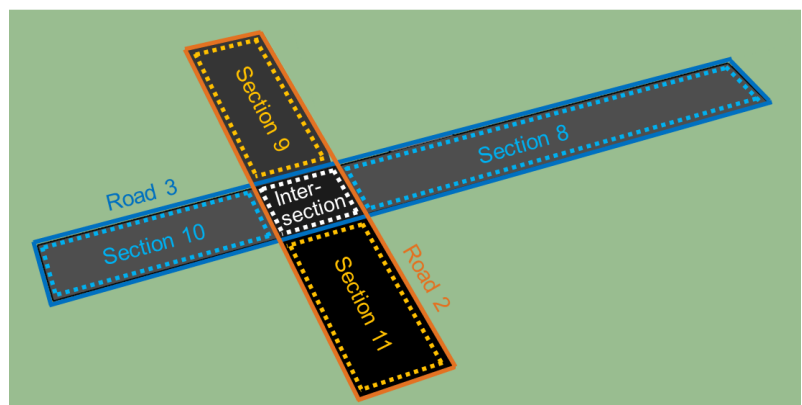 Section 9
Section 8
Road 3
Inter-
section
Section 10
Road 2
Section 11